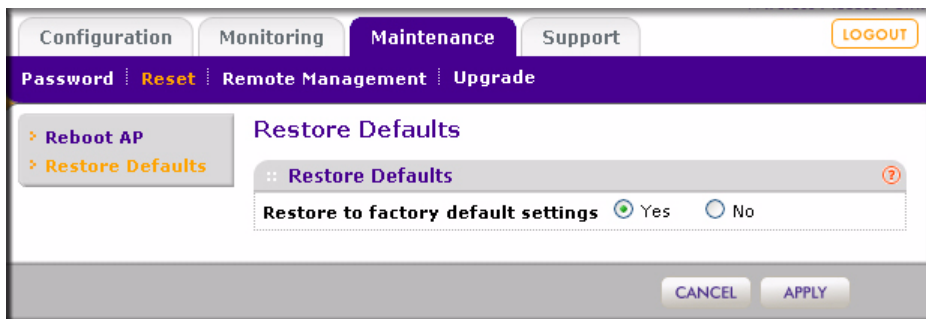 Configuration Monitoring Maintenance Support LOGOUT
Password Reset Remote Management Upgrade
Reboot AP
Restore Defaults
Restore Defaults
Restore Defaults ?
Restore to factory default settings Yes No
CANCEL APPLY